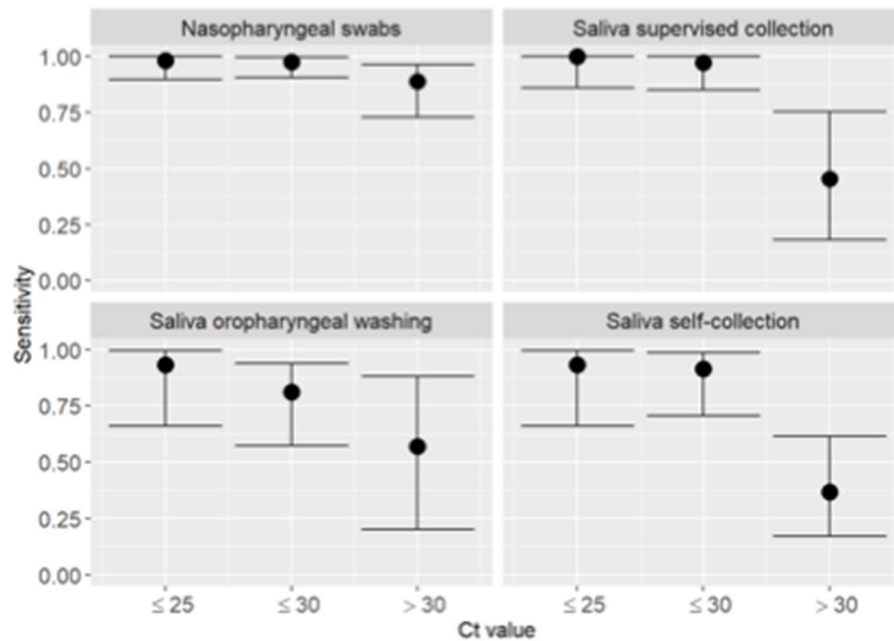 Nasopharyngeal swabs
Saliva supervised collection
1.00
0.75
0.50
0.25
0.00
Sensitivity
Saliva oropharyngeal washing
Saliva self-collection
1.00
0.75
0.50
0.25
0.00
≤ 25 ≤ 30 > 30 ≤ 25 ≤ 30 > 30
Ct value